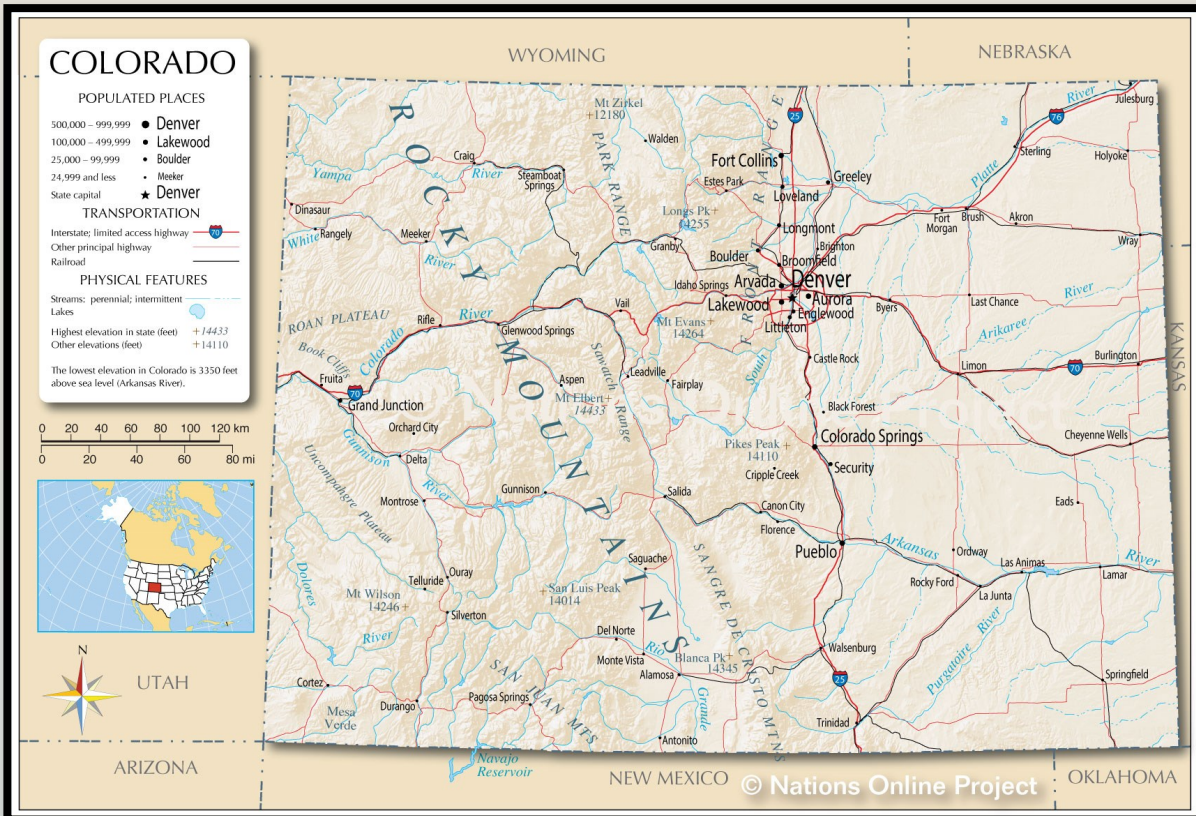 COLORADO
POPULATED PLACES
500,000 – 999,999 Denver
100,000 – 499,999 Lakewood
25,000 – 99,999 Boulder
24,999 and less Meeker
State capital Denver
TRANSPORTATION
Interstate; limited access highway 70
Other principal highway
Railroad
PHYSICAL FEATURES
Streams: perennial; intermittent
Lakes
Highest elevation in state (feet) +14433
Other elevations (feet) +14110
The lowest elevation in Colorado is 3350 feet
above sea level (Arkansas River).
0 20 40 60 80 100 120 km
0 20 40 60 80 mi
N
WYOMING
NEBRASKA
KANSAS
OKLAHOMA
NEW MEXICO
ARIZONA
UTAH
ROCKY MOUNTAINS
PARK RANGE
FRONT RANGE
Sawatch Range
SANGRE DE CRISTO MTNS
SAN JUAN MTS
ROAN PLATEAU
Book Cliffs
Uncompahgre Plateau
Mesa
Verde
Mt Zirkel
+12180
Longs Pk+
14255
Mt Evans+
14264
Mt Elbert+
14433
Pikes Peak +
14110
San Luis Peak
14014
Mt Wilson
14246+
Blanca Pk+
14345
Yampa River
White River
Colorado River
Gunnison River
Dolores River
Rio Grande
South Platte River
Arikaree River
Arkansas River
Purgatoire River
Navajo
Reservoir
25
76
70
70
25
Walden
Craig
Steamboat
Springs
Dinasaur
Rangely
Meeker
Fort Collins
Estes Park
Loveland
Greeley
Longmont
Granby
Boulder
Brighton
Broomfield
Idaho Springs
Arvada
Denver
Lakewood
Aurora
Englewood
Littleton
Castle Rock
Julesburg
Sterling
Holyoke
Fort
Morgan
Brush
Akron
Wray
Byers
Last Chance
Limon
Burlington
Rifle
Glenwood Springs
Vail
Leadville
Fairplay
Aspen
Fruita
Grand Junction
Orchard City
Delta
Montrose
Gunnison
Salida
Black Forest
Colorado Springs
Security
Cripple Creek
Canon City
Florence
Pueblo
Cheyenne Wells
Eads
Ordway
Rocky Ford
La Junta
Las Animas
Lamar
Saguache
Ouray
Telluride
Silverton
Del Norte
Monte Vista
Alamosa
Walsenburg
Springfield
Cortez
Durango
Pagosa Springs
Antonito
Trinidad
© Nations Online Project